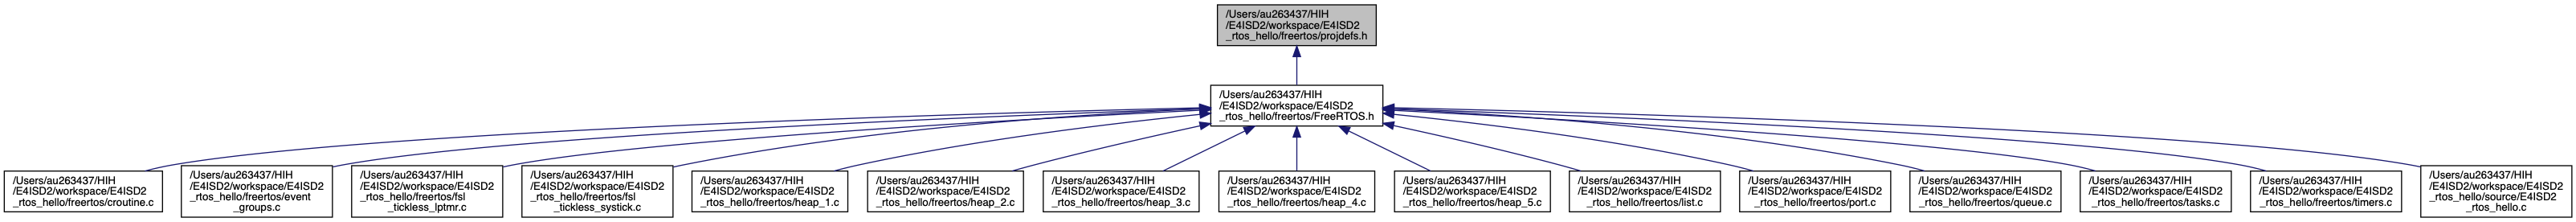 /Users/au263437/HIH
/E4ISD2/workspace/E4ISD2
_rtos_hello/freertos/projdefs.h
/Users/au263437/HIH
/E4ISD2/workspace/E4ISD2
_rtos_hello/freertos/FreeRTOS.h
/Users/au263437/HIH
/E4ISD2/workspace/E4ISD2
_rtos_hello/freertos/croutine.c
/Users/au263437/HIH
/E4ISD2/workspace/E4ISD2
_rtos_hello/freertos/event
_groups.c
/Users/au263437/HIH
/E4ISD2/workspace/E4ISD2
_rtos_hello/freertos/fsl
_tickless_lptmr.c
/Users/au263437/HIH
/E4ISD2/workspace/E4ISD2
_rtos_hello/freertos/fsl
_tickless_systick.c
/Users/au263437/HIH
/E4ISD2/workspace/E4ISD2
_rtos_hello/freertos/heap_1.c
/Users/au263437/HIH
/E4ISD2/workspace/E4ISD2
_rtos_hello/freertos/heap_2.c
/Users/au263437/HIH
/E4ISD2/workspace/E4ISD2
_rtos_hello/freertos/heap_3.c
/Users/au263437/HIH
/E4ISD2/workspace/E4ISD2
_rtos_hello/freertos/heap_4.c
/Users/au263437/HIH
/E4ISD2/workspace/E4ISD2
_rtos_hello/freertos/heap_5.c
/Users/au263437/HIH
/E4ISD2/workspace/E4ISD2
_rtos_hello/freertos/list.c
/Users/au263437/HIH
/E4ISD2/workspace/E4ISD2
_rtos_hello/freertos/port.c
/Users/au263437/HIH
/E4ISD2/workspace/E4ISD2
_rtos_hello/freertos/queue.c
/Users/au263437/HIH
/E4ISD2/workspace/E4ISD2
_rtos_hello/freertos/tasks.c
/Users/au263437/HIH
/E4ISD2/workspace/E4ISD2
_rtos_hello/freertos/timers.c
/Users/au263437/HIH
/E4ISD2/workspace/E4ISD2
_rtos_hello/source/E4ISD2
_rtos_hello.c